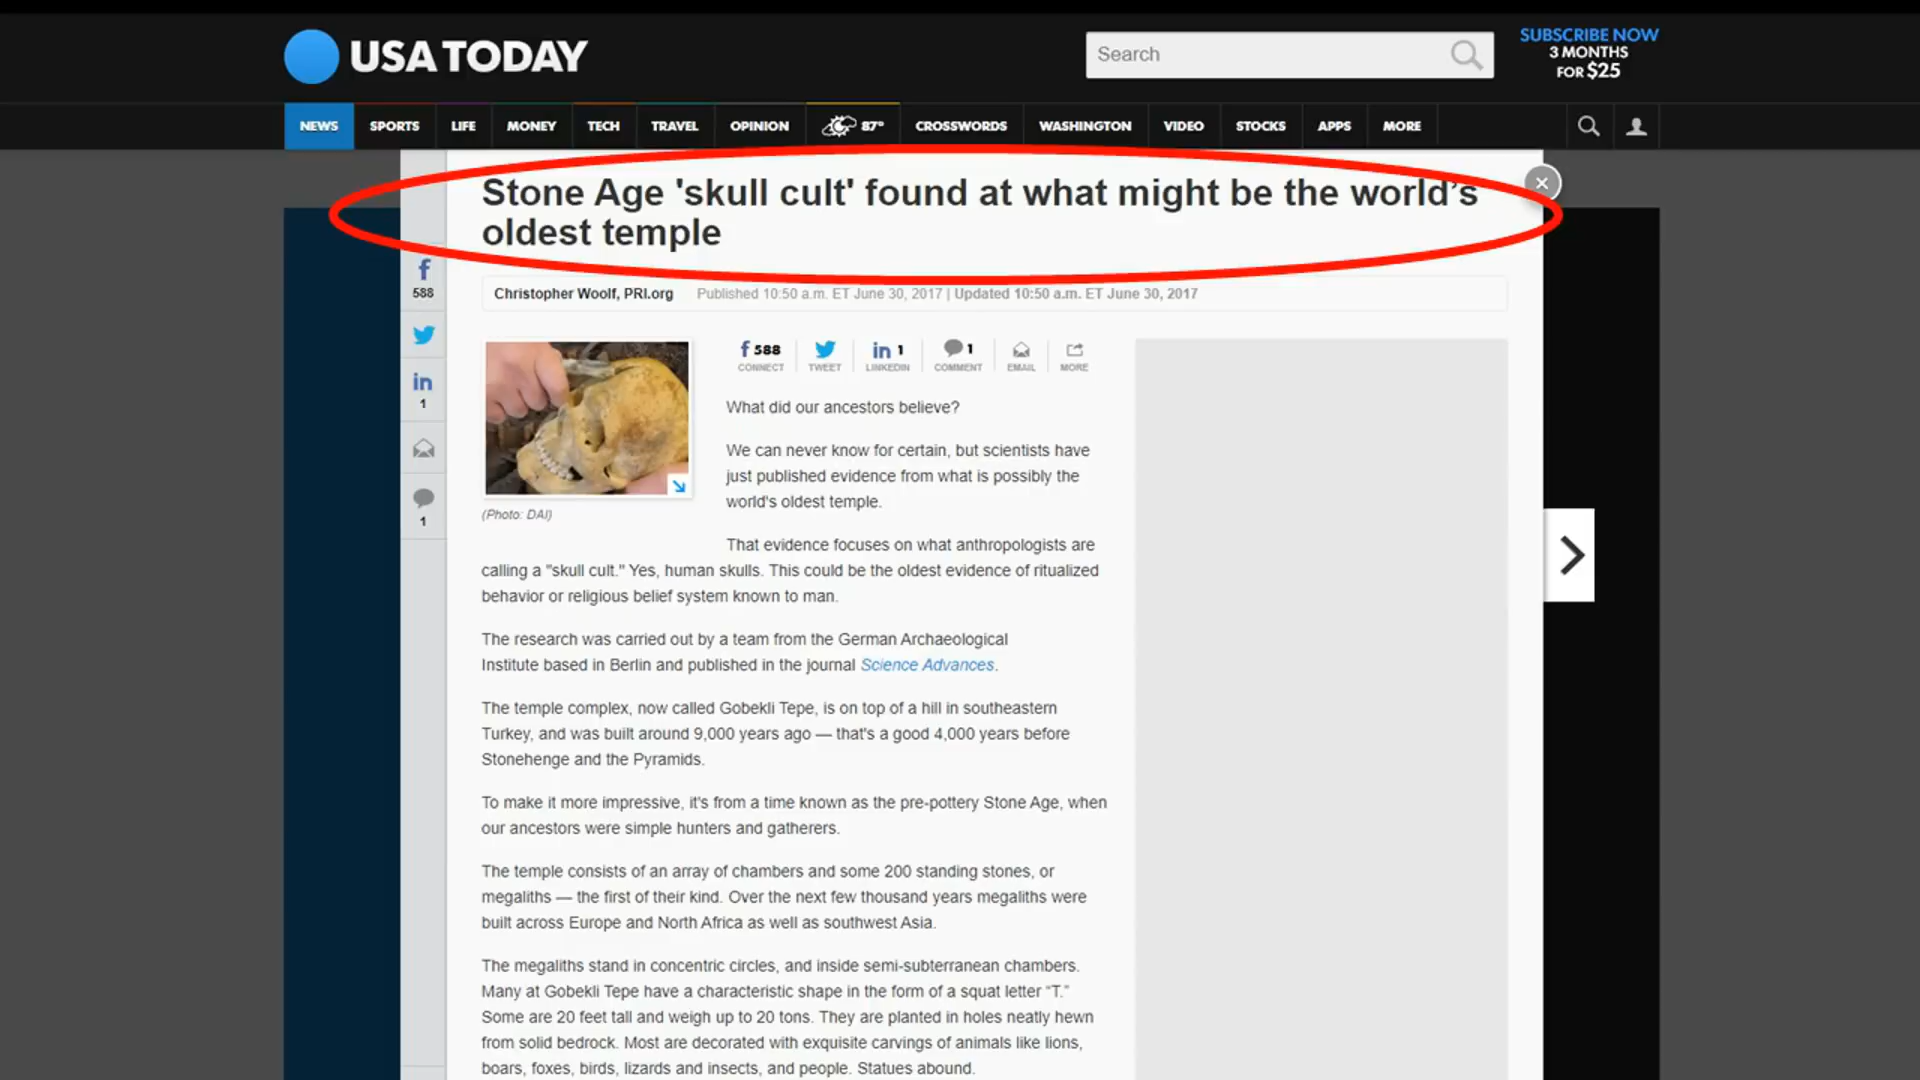 USA TODAY
Search
SUBSCRIBE NOW
3 MONTHS
FOR $25
NEWS SPORTS LIFE MONEY TECH TRAVEL OPINION 87° CROSSWORDS WASHINGTON VIDEO STOCKS APPS MORE
Stone Age 'skull cult' found at what might be the world’s
oldest temple
f
588
in
1
1
Christopher Woolf, PRI.org Published 10:50 a.m. ET June 30, 2017 | Updated 10:50 a.m. ET June 30, 2017
(Photo: DAI)
f 588 in 1 1
CONNECT TWEET LINKEDIN COMMENT EMAIL MORE
What did our ancestors believe?
We can never know for certain, but scientists have
just published evidence from what is possibly the
world's oldest temple.
That evidence focuses on what anthropologists are
calling a "skull cult." Yes, human skulls. This could be the oldest evidence of ritualized
behavior or religious belief system known to man.
The research was carried out by a team from the German Archaeological
Institute based in Berlin and published in the journal Science Advances.
The temple complex, now called Gobekli Tepe, is on top of a hill in southeastern
Turkey, and was built around 9,000 years ago — that's a good 4,000 years before
Stonehenge and the Pyramids.
To make it more impressive, it's from a time known as the pre-pottery Stone Age, when
our ancestors were simple hunters and gatherers.
The temple consists of an array of chambers and some 200 standing stones, or
megaliths — the first of their kind. Over the next few thousand years megaliths were
built across Europe and North Africa as well as southwest Asia.
The megaliths stand in concentric circles, and inside semi-subterranean chambers.
Many at Gobekli Tepe have a characteristic shape in the form of a squat letter “T.”
Some are 20 feet tall and weigh up to 20 tons. They are planted in holes neatly hewn
from solid bedrock. Most are decorated with exquisite carvings of animals like lions,
boars, foxes, birds, lizards and insects, and people. Statues abound.